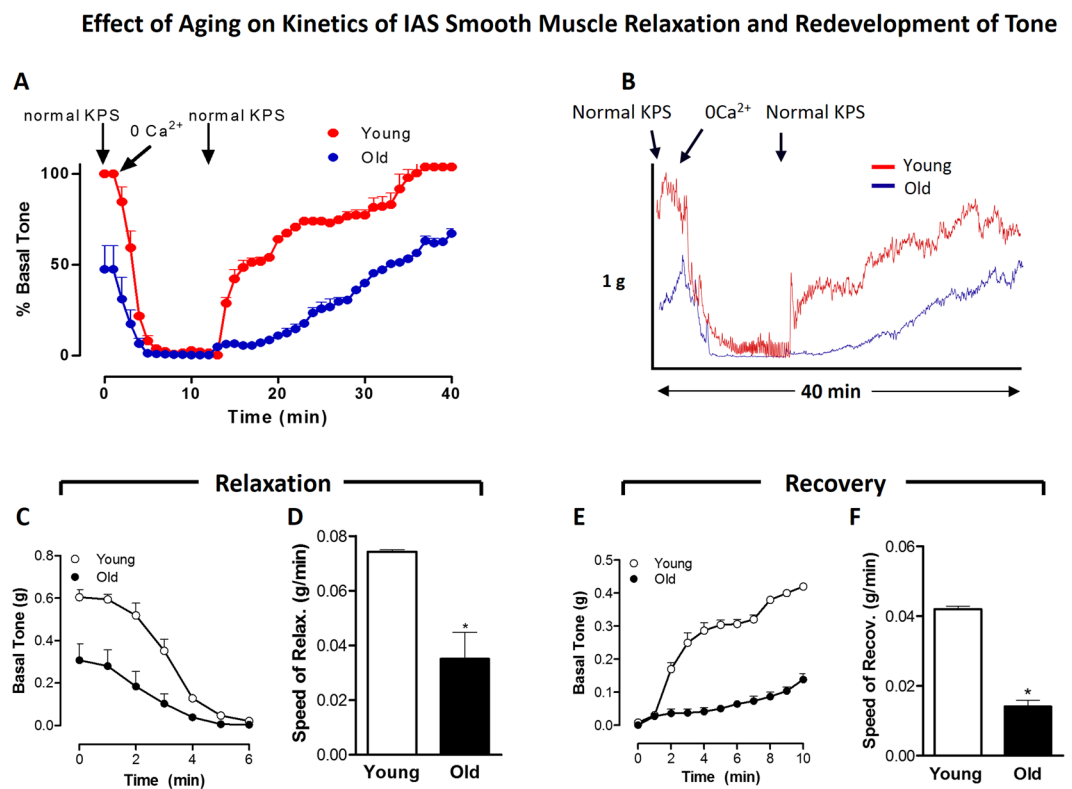 Effect of Aging on Kinetics of IAS Smooth Muscle Relaxation and Redevelopment of Tone
A
normal KPS
0 Ca²⁺
normal KPS
Young
Old
% Basal Tone
100
50
0
0 10 20 30 40
Time (min)
B
Normal KPS
0Ca²⁺
Normal KPS
Young
Old
1 g
40 min
Relaxation
C
Young
Old
Basal Tone (g)
0.8
0.6
0.4
0.2
0.0
0 2 4 6
Time (min)
D
Speed of Relax. (g/min)
0.08
0.06
0.04
0.02
0.00
*
Young Old
Recovery
E
Young
Old
Basal Tone (g)
0.5
0.4
0.3
0.2
0.1
0.0
0 2 4 6 8 10
Time (min)
F
Speed of Recov. (g/min)
0.06
0.04
0.02
0.00
*
Young Old